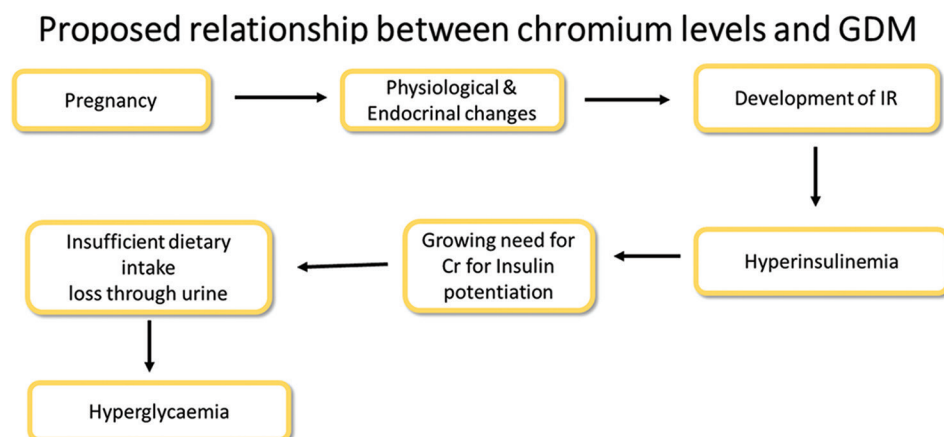 Proposed relationship between chromium levels and GDM
Pregnancy
Physiological &
Endocrinal changes
Development of IR
Hyperinsulinemia
Growing need for
Cr for Insulin
potentiation
Insufficient dietary
intake
loss through urine
Hyperglycaemia